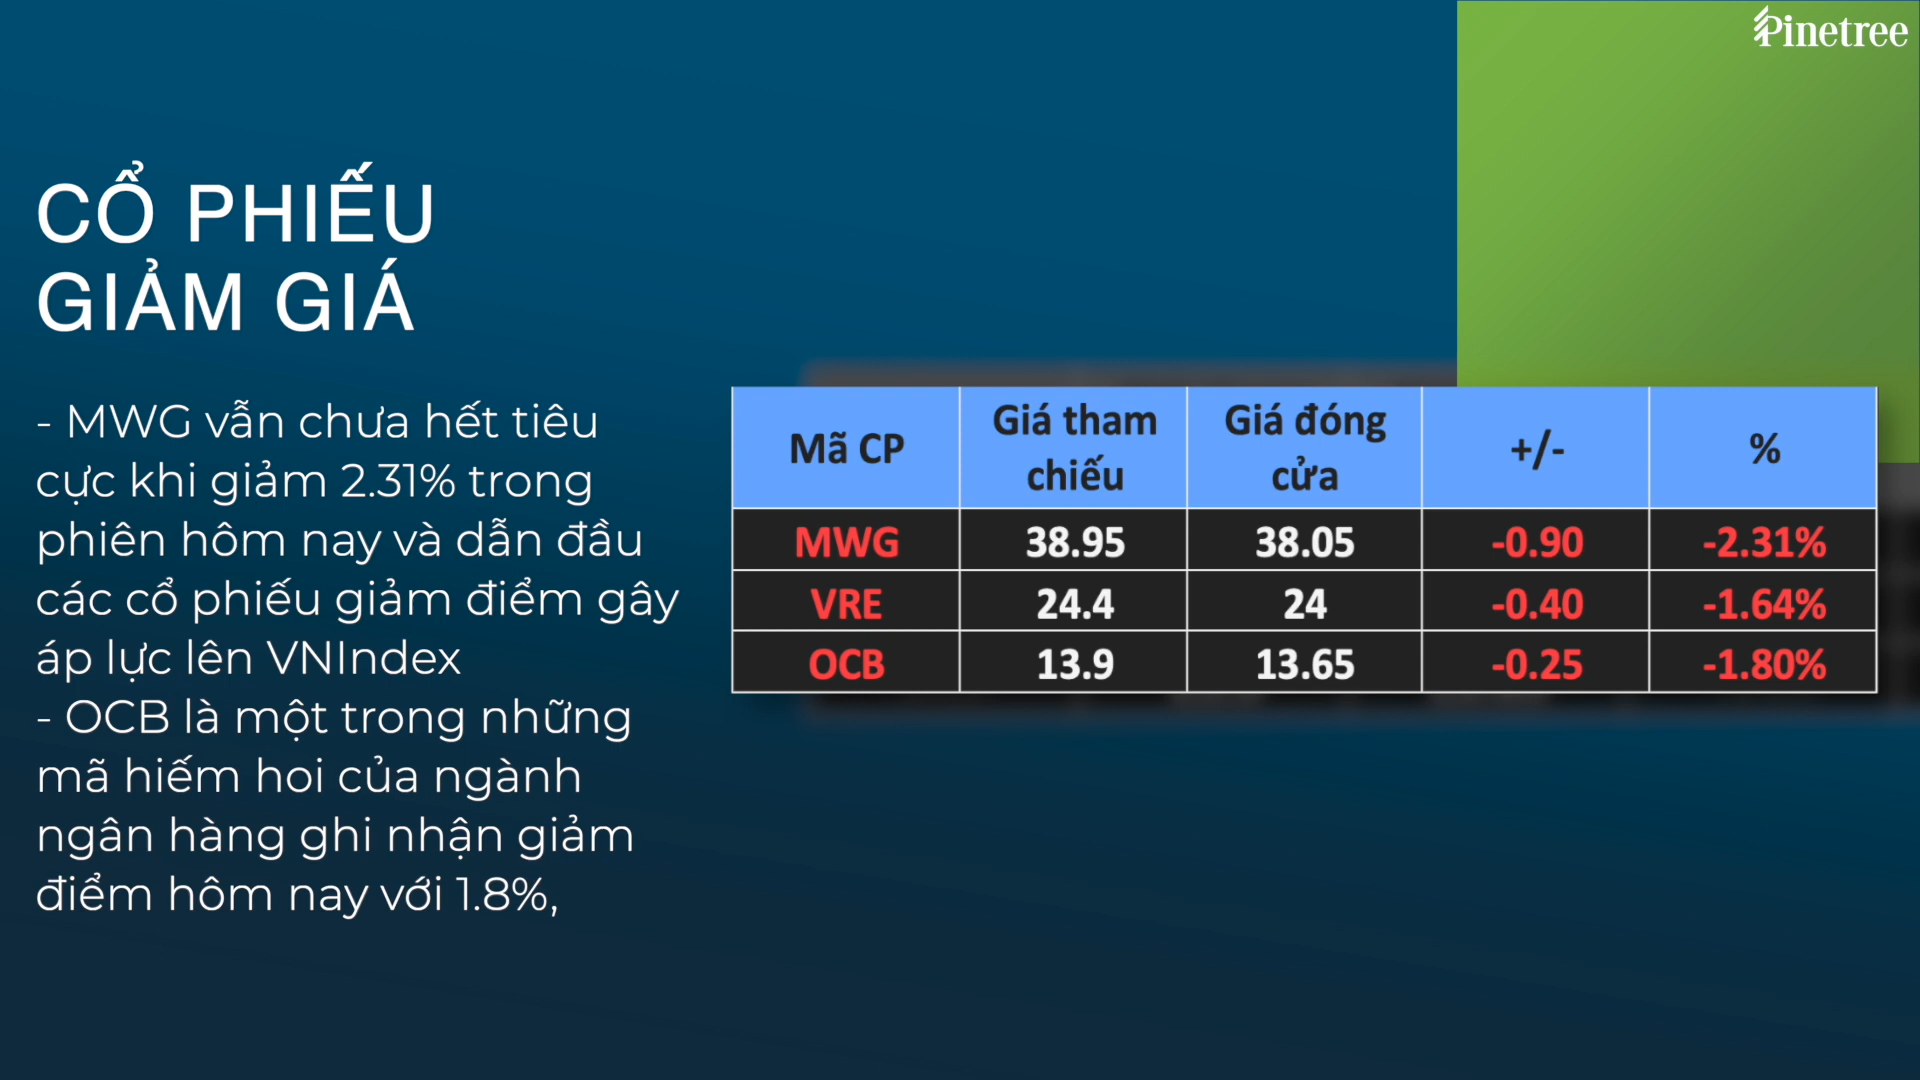 Pinetree
CỔ PHIẾU
GIẢM GIÁ
- MWG vẫn chưa hết tiêu
cực khi giảm 2.31% trong
phiên hôm nay và dẫn đầu
các cổ phiếu giảm điểm gây
áp lực lên VNIndex
- OCB là một trong những
mã hiếm hoi của ngành
ngân hàng ghi nhận giảm
điểm hôm nay với 1.8%,
Mã CP Giá tham chiếu Giá đóng cửa +/- %
MWG 38.95 38.05 -0.90 -2.31%
VRE 24.4 24 -0.40 -1.64%
OCB 13.9 13.65 -0.25 -1.80%